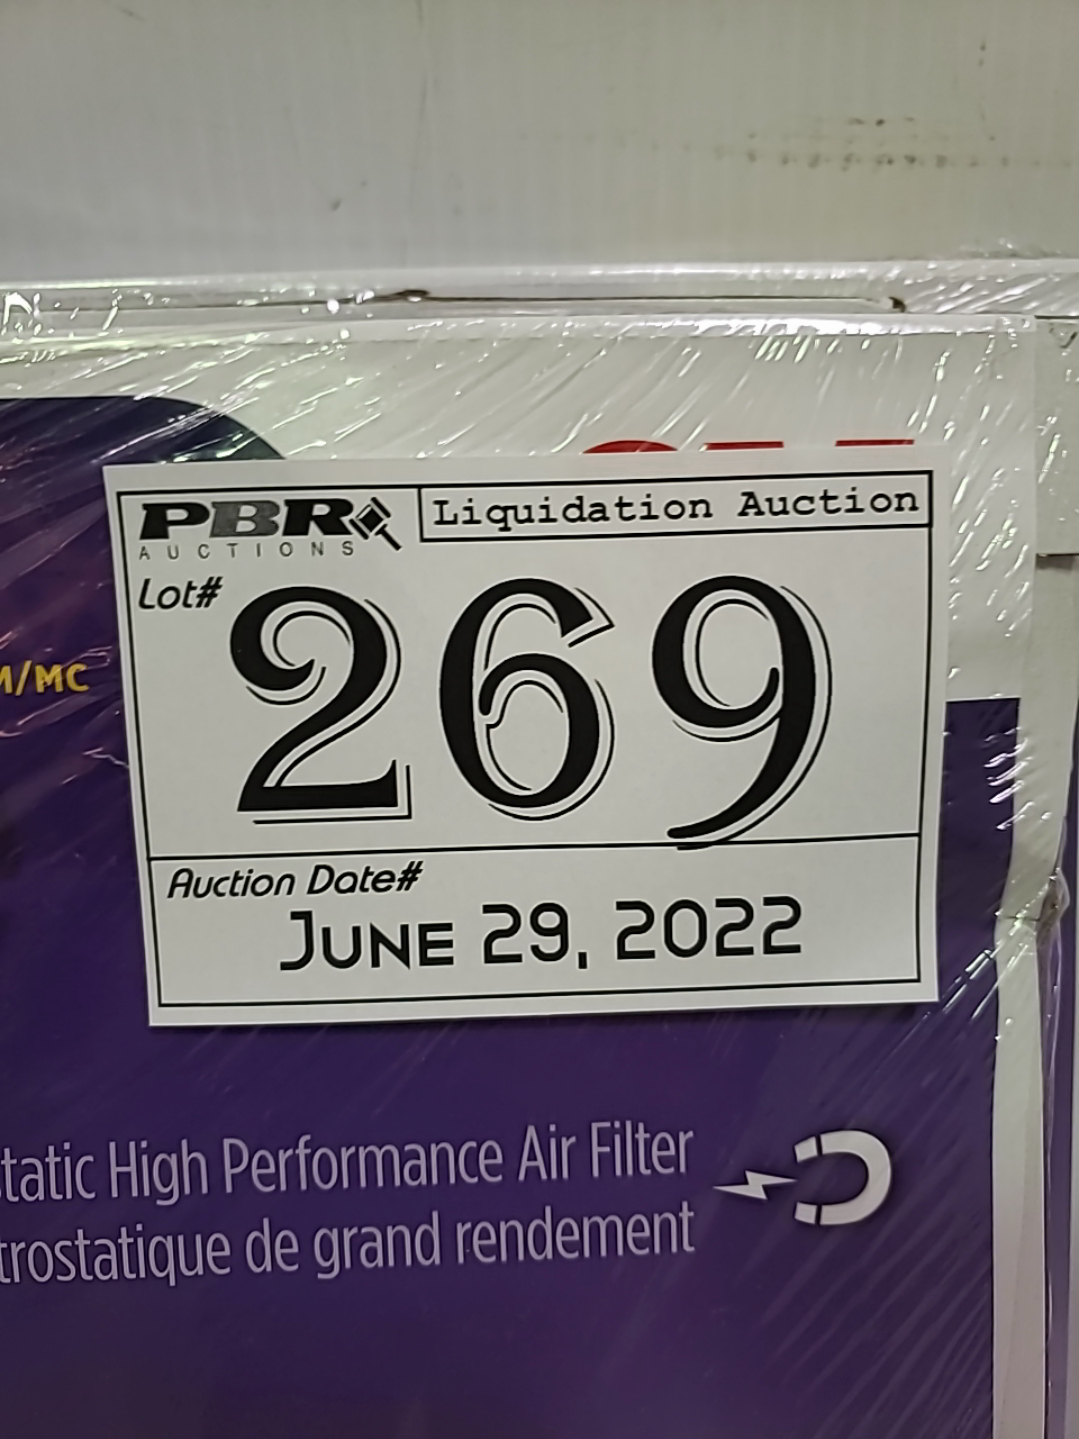 PBR
AUCTIONS
Liquidation Auction
Lot#
269
M/MC
Auction Date#
June 29, 2022
tatic High Performance Air Filter
trostatique de grand rendement